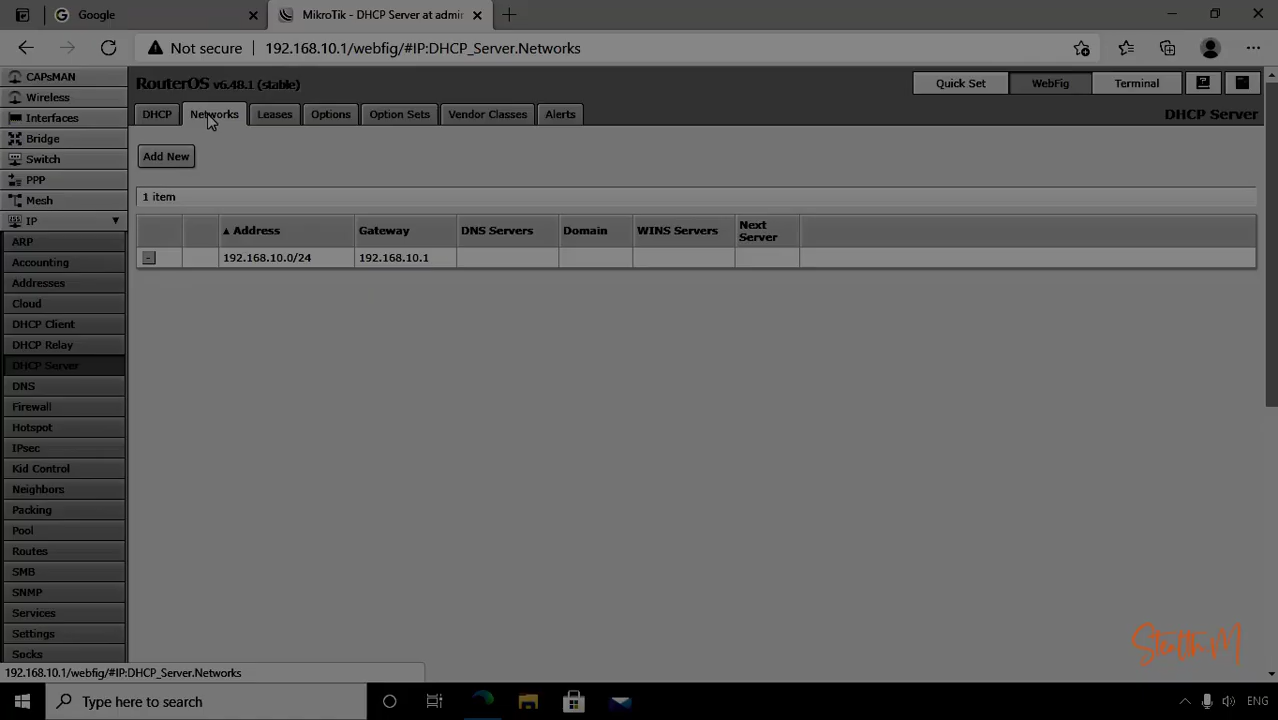 Google
MikroTik - DHCP Server at admi
Not secure
192.168.10.1/webfig/#IP:DHCP_Server.Networks
CAPsMAN
Wireless
Interfaces
Bridge
Switch
PPP
Mesh
IP
ARP
Accounting
Addresses
Cloud
DHCP Client
DHCP Relay
DHCP Server
DNS
Firewall
Hotspot
IPsec
Kid Control
Neighbors
Packing
Pool
Routes
SMB
SNMP
Services
Settings
Socks
RouterOS v6.48.1 (stable)
Quick Set
WebFig
Terminal
DHCP
Networks
Leases
Options
Option Sets
Vendor Classes
Alerts
DHCP Server
Add New
1 item
Address
Gateway
DNS Servers
Domain
WINS Servers
Next
Server
-
192.168.10.0/24
192.168.10.1
192.168.10.1/webfig/#IP:DHCP_Server.Networks
Type here to search
ENG